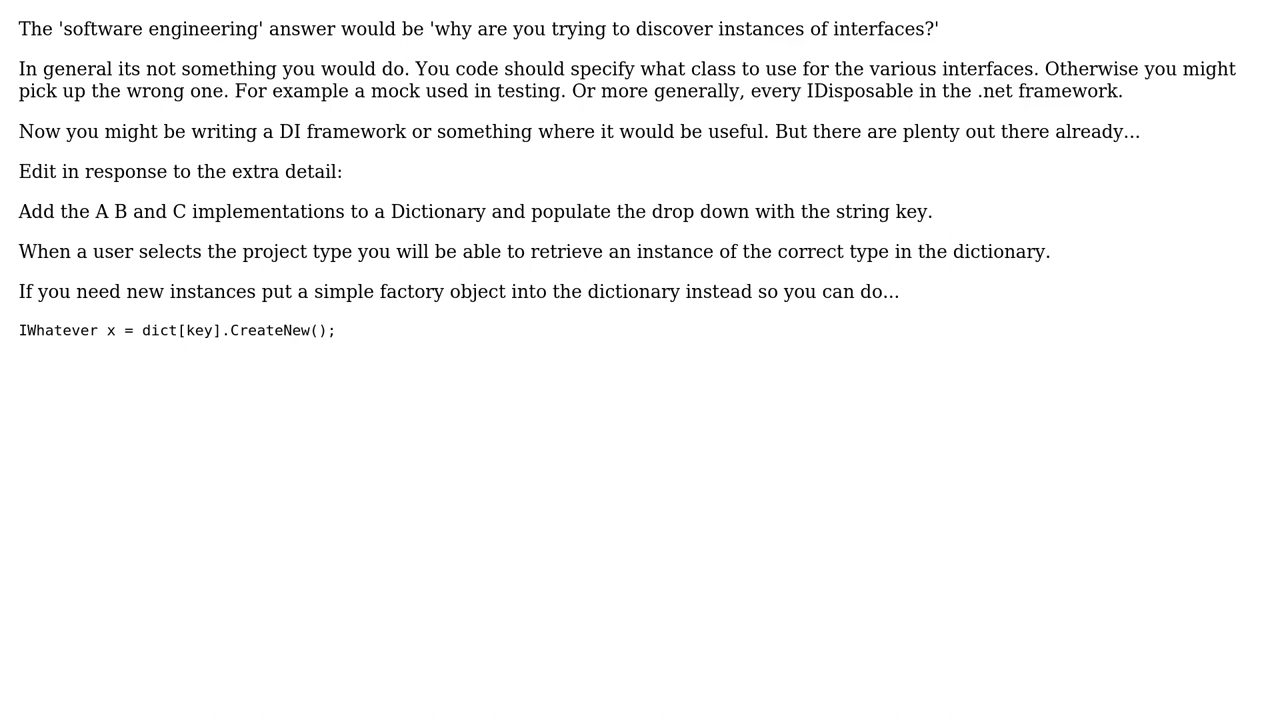 The 'software engineering' answer would be 'why are you trying to discover instances of interfaces?'
In general its not something you would do. You code should specify what class to use for the various interfaces. Otherwise you might
pick up the wrong one. For example a mock used in testing. Or more generally, every IDisposable in the .net framework.
Now you might be writing a DI framework or something where it would be useful. But there are plenty out there already...
Edit in response to the extra detail:
Add the A B and C implementations to a Dictionary and populate the drop down with the string key.
When a user selects the project type you will be able to retrieve an instance of the correct type in the dictionary.
If you need new instances put a simple factory object into the dictionary instead so you can do...
IWhatever x = dict[key].CreateNew();